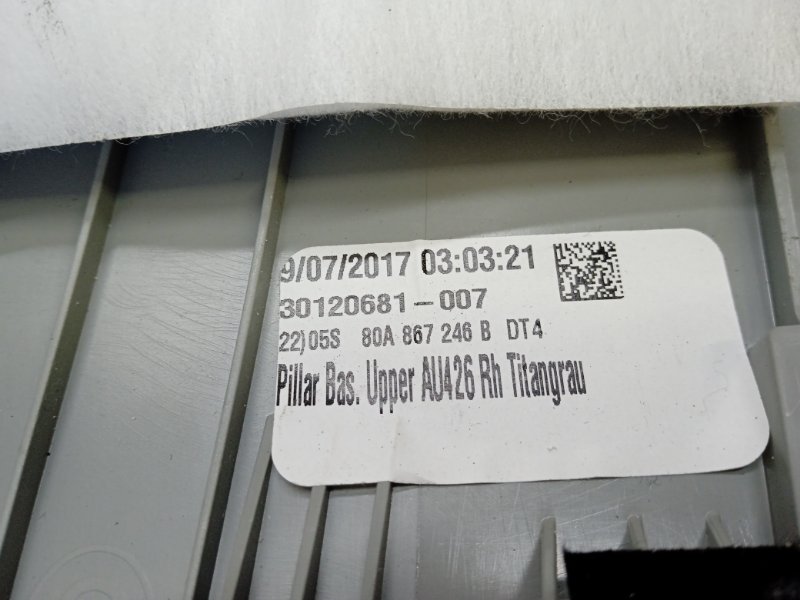 9/07/2017 03:03:21
30120681-007
22)05S 80A 867 246 B DT4
Pillar Bas. Upper AU426 Rh Titangrau